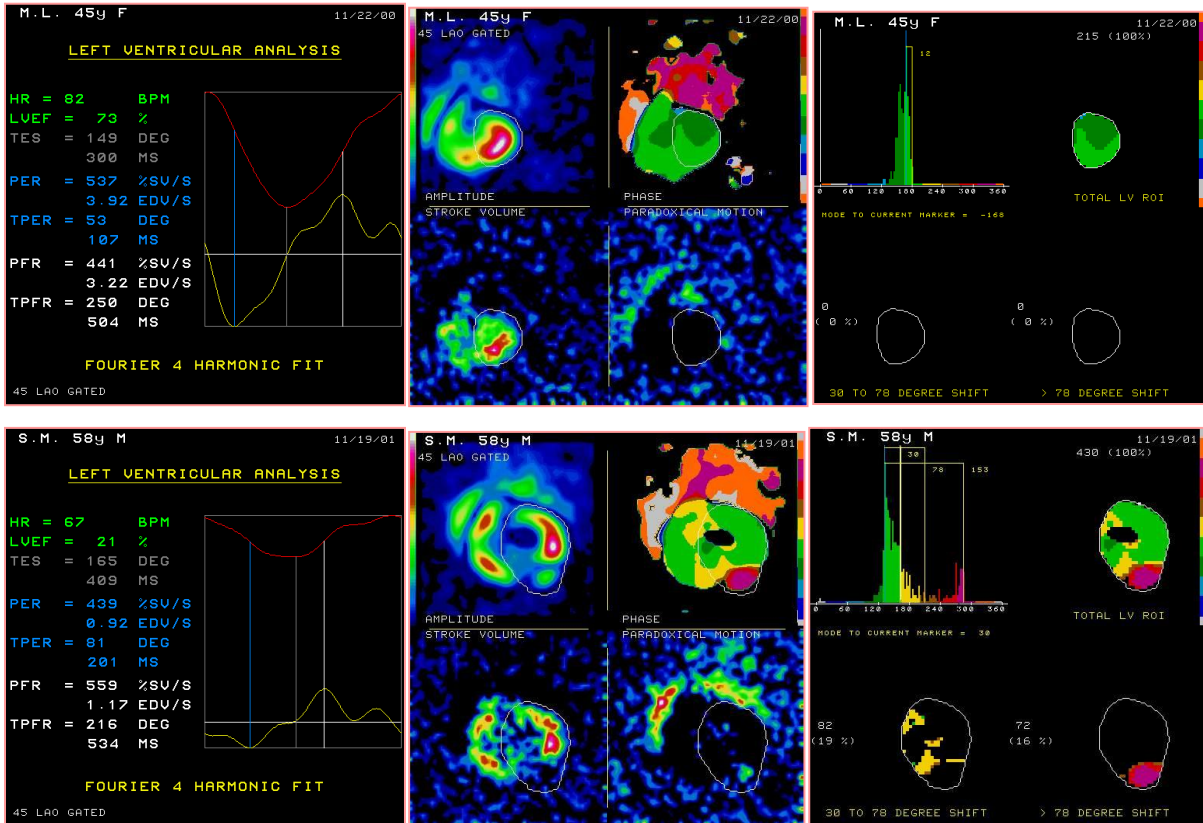 M.L. 45y F
11/22/00
LEFT VENTRICULAR ANALYSIS
HR = 82 BPM
LVEF = 73 %
TES = 149 DEG
300 MS
PER = 537 %SV/S
3.92 EDV/S
TPER = 53 DEG
107 MS
PFR = 441 %SV/S
3.22 EDV/S
TPFR = 250 DEG
504 MS
FOURIER 4 HARMONIC FIT
45 LAO GATED
M.L. 45y F
11/22/00
45 LAO GATED
AMPLITUDE
PHASE
STROKE VOLUME
PARADOXICAL MOTION
M.L. 45y F
11/22/00
215 (100%)
12
0 60 120 180 240 300 360
TOTAL LV ROI
MODE TO CURRENT MARKER = -168
0
( 0 %)
0
( 0 %)
30 TO 78 DEGREE SHIFT
> 78 DEGREE SHIFT
S.M. 58y M
11/19/01
LEFT VENTRICULAR ANALYSIS
HR = 67 BPM
LVEF = 21 %
TES = 165 DEG
409 MS
PER = 439 %SV/S
0.92 EDV/S
TPER = 81 DEG
201 MS
PFR = 559 %SV/S
1.17 EDV/S
TPFR = 216 DEG
534 MS
FOURIER 4 HARMONIC FIT
45 LAO GATED
S.M. 58y M
11/19/01
45 LAO GATED
AMPLITUDE
PHASE
STROKE VOLUME
PARADOXICAL MOTION
S.M. 58y M
11/19/01
430 (100%)
30
78
153
0 60 120 180 240 300 360
TOTAL LV ROI
MODE TO CURRENT MARKER = 30
82
(19 %)
72
(16 %)
30 TO 78 DEGREE SHIFT
> 78 DEGREE SHIFT